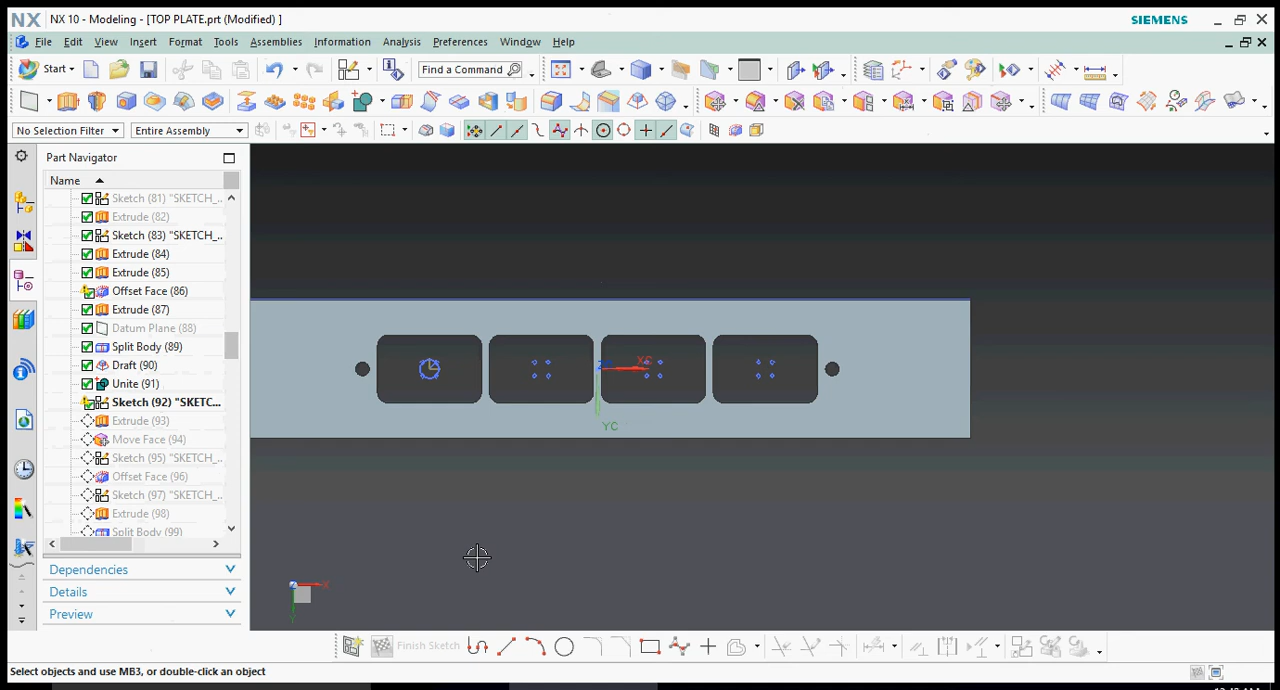 NX NX 10 - Modeling - [TOP PLATE.prt (Modified) ] SIEMENS
File Edit View Insert Format Tools Assemblies Information Analysis Preferences Window Help
Start Find a Command
No Selection Filter Entire Assembly
Part Navigator
Name
Sketch (81) "SKETCH_..
Extrude (82)
Sketch (83) "SKETCH_..
Extrude (84)
Extrude (85)
Offset Face (86)
Extrude (87)
Datum Plane (88)
Split Body (89)
Draft (90)
Unite (91)
Sketch (92) "SKETC...
Extrude (93)
Move Face (94)
Sketch (95) "SKETCH_..
Offset Face (96)
Sketch (97) "SKETCH_..
Extrude (98)
Split Body (99)
XC
YC
X
Y
Dependencies
Details
Preview
Finish Sketch
Select objects and use MB3, or double-click an object